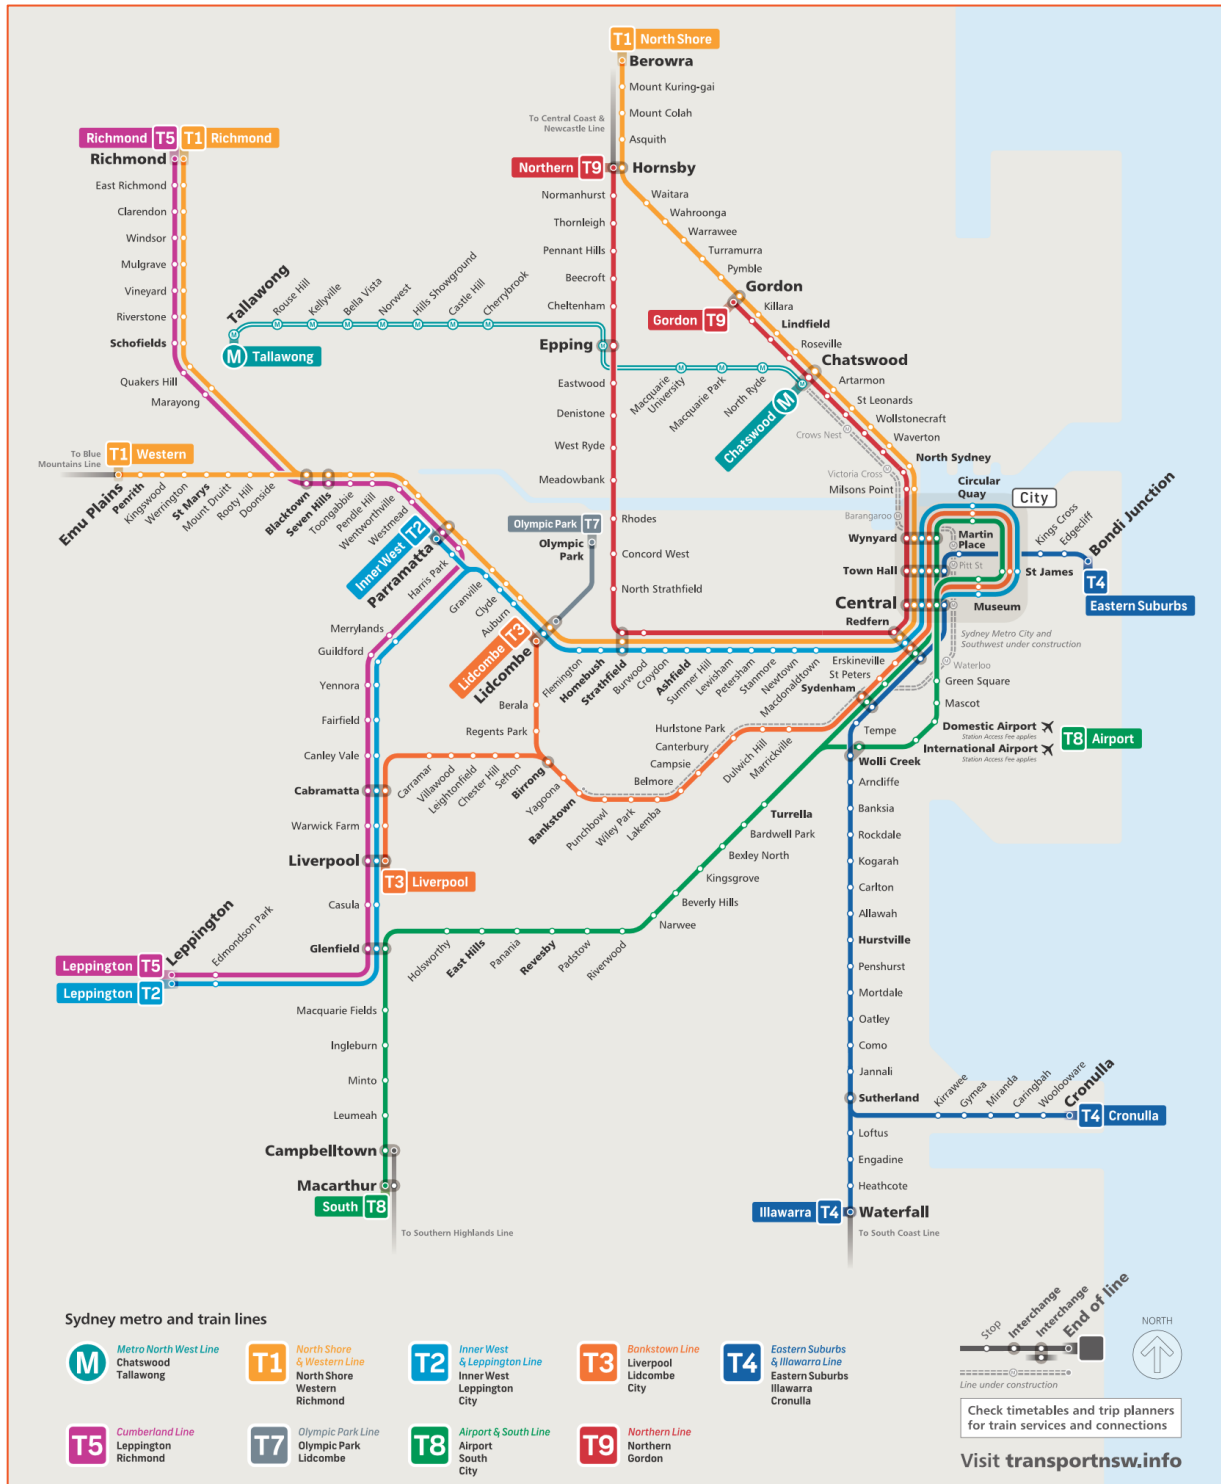 T1 North Shore
Berowra
Mount Kuring-gai
Mount Colah
To Central Coast &
Newcastle Line
Asquith
Richmond T5
T1 Richmond
Richmond
Northern T9
Hornsby
East Richmond
Clarendon
Windsor
Mulgrave
Vineyard
Riverstone
Schofields
Quakers Hill
Marayong
Normanhurst
Thornleigh
Pennant Hills
Beecroft
Cheltenham
Waitara
Wahroonga
Warrawee
Turramurra
Pymble
Gordon
Killara
Lindfield
Roseville
Chatswood
Gordon T9
Tallawong
Rouse Hill
Kellyville
Bella Vista
Norwest
Hills Showground
Castle Hill
Cherrybrook
M Tallawong
Epping
Macquarie
University
Macquarie Park
North Ryde
Chatswood M
Artarmon
St Leonards
Wollstonecraft
Waverton
North Sydney
Crows Nest
Victoria Cross
Milsons Point
Barangaroo
Eastwood
Denistone
West Ryde
Meadowbank
Rhodes
Concord West
North Strathfield
To Blue
Mountains Line
T1 Western
Emu Plains
Penrith
Kingswood
Werrington
St Marys
Mount Druitt
Rooty Hill
Doonside
Blacktown
Seven Hills
Toongabbie
Pendle Hill
Wentworthville
Westmead
Inner West T2
Parramatta
Harris Park
Granville
Clyde
Auburn
Olympic Park T7
Olympic
Park
Lidcombe T3
Lidcombe
Circular
Quay
City
Wynyard
Martin
Place
Kings Cross
Edgecliff
Bondi Junction
Town Hall
Pitt St
St James
T4
Eastern Suburbs
Central
Museum
Redfern
Sydney Metro City and
Southwest under construction
Waterloo
Flemington
Homebush
Strathfield
Burwood
Croydon
Ashfield
Summer Hill
Lewisham
Petersham
Stanmore
Newtown
Macdonaldtown
Erskineville
St Peters
Sydenham
Green Square
Mascot
Tempe
Domestic Airport
Station Access Fee applies
International Airport
Station Access Fee applies
T8 Airport
Wolli Creek
Merrylands
Guildford
Yennora
Fairfield
Canley Vale
Cabramatta
Warwick Farm
Liverpool
T3 Liverpool
Casula
Glenfield
Berala
Regents Park
Carramar
Villawood
Leightonfield
Chester Hill
Sefton
Birrong
Yagoona
Bankstown
Punchbowl
Wiley Park
Lakemba
Belmore
Campsie
Canterbury
Hurlstone Park
Dulwich Hill
Marrickville
Turrella
Bardwell Park
Bexley North
Kingsgrove
Beverly Hills
Narwee
Riverwood
Padstow
Revesby
Panania
East Hills
Holsworthy
Arncliffe
Banksia
Rockdale
Kogarah
Carlton
Allawah
Hurstville
Penshurst
Mortdale
Oatley
Como
Jannali
Sutherland
Kirrawee
Gymea
Miranda
Caringbah
Woolooware
Cronulla
T4 Cronulla
Loftus
Engadine
Heathcote
Illawarra T4
Waterfall
To South Coast Line
Leppington
Edmondson Park
Leppington T5
Leppington T2
Macquarie Fields
Ingleburn
Minto
Leumeah
Campbelltown
Macarthur
South T8
To Southern Highlands Line
Sydney metro and train lines
M
Metro North West Line
Chatswood
Tallawong
T1
North Shore
& Western Line
North Shore
Western
Richmond
T2
Inner West
& Leppington Line
Inner West
Leppington
City
T3
Bankstown Line
Liverpool
Lidcombe
City
T4
Eastern Suburbs
& Illawarra Line
Eastern Suburbs
Illawarra
Cronulla
T5
Cumberland Line
Leppington
Richmond
T7
Olympic Park Line
Olympic Park
Lidcombe
T8
Airport & South Line
Airport
South
City
T9
Northern Line
Northern
Gordon
Stop
Interchange
Interchange
End of line
Line under construction
NORTH
Check timetables and trip planners
for train services and connections
Visit transportnsw.info